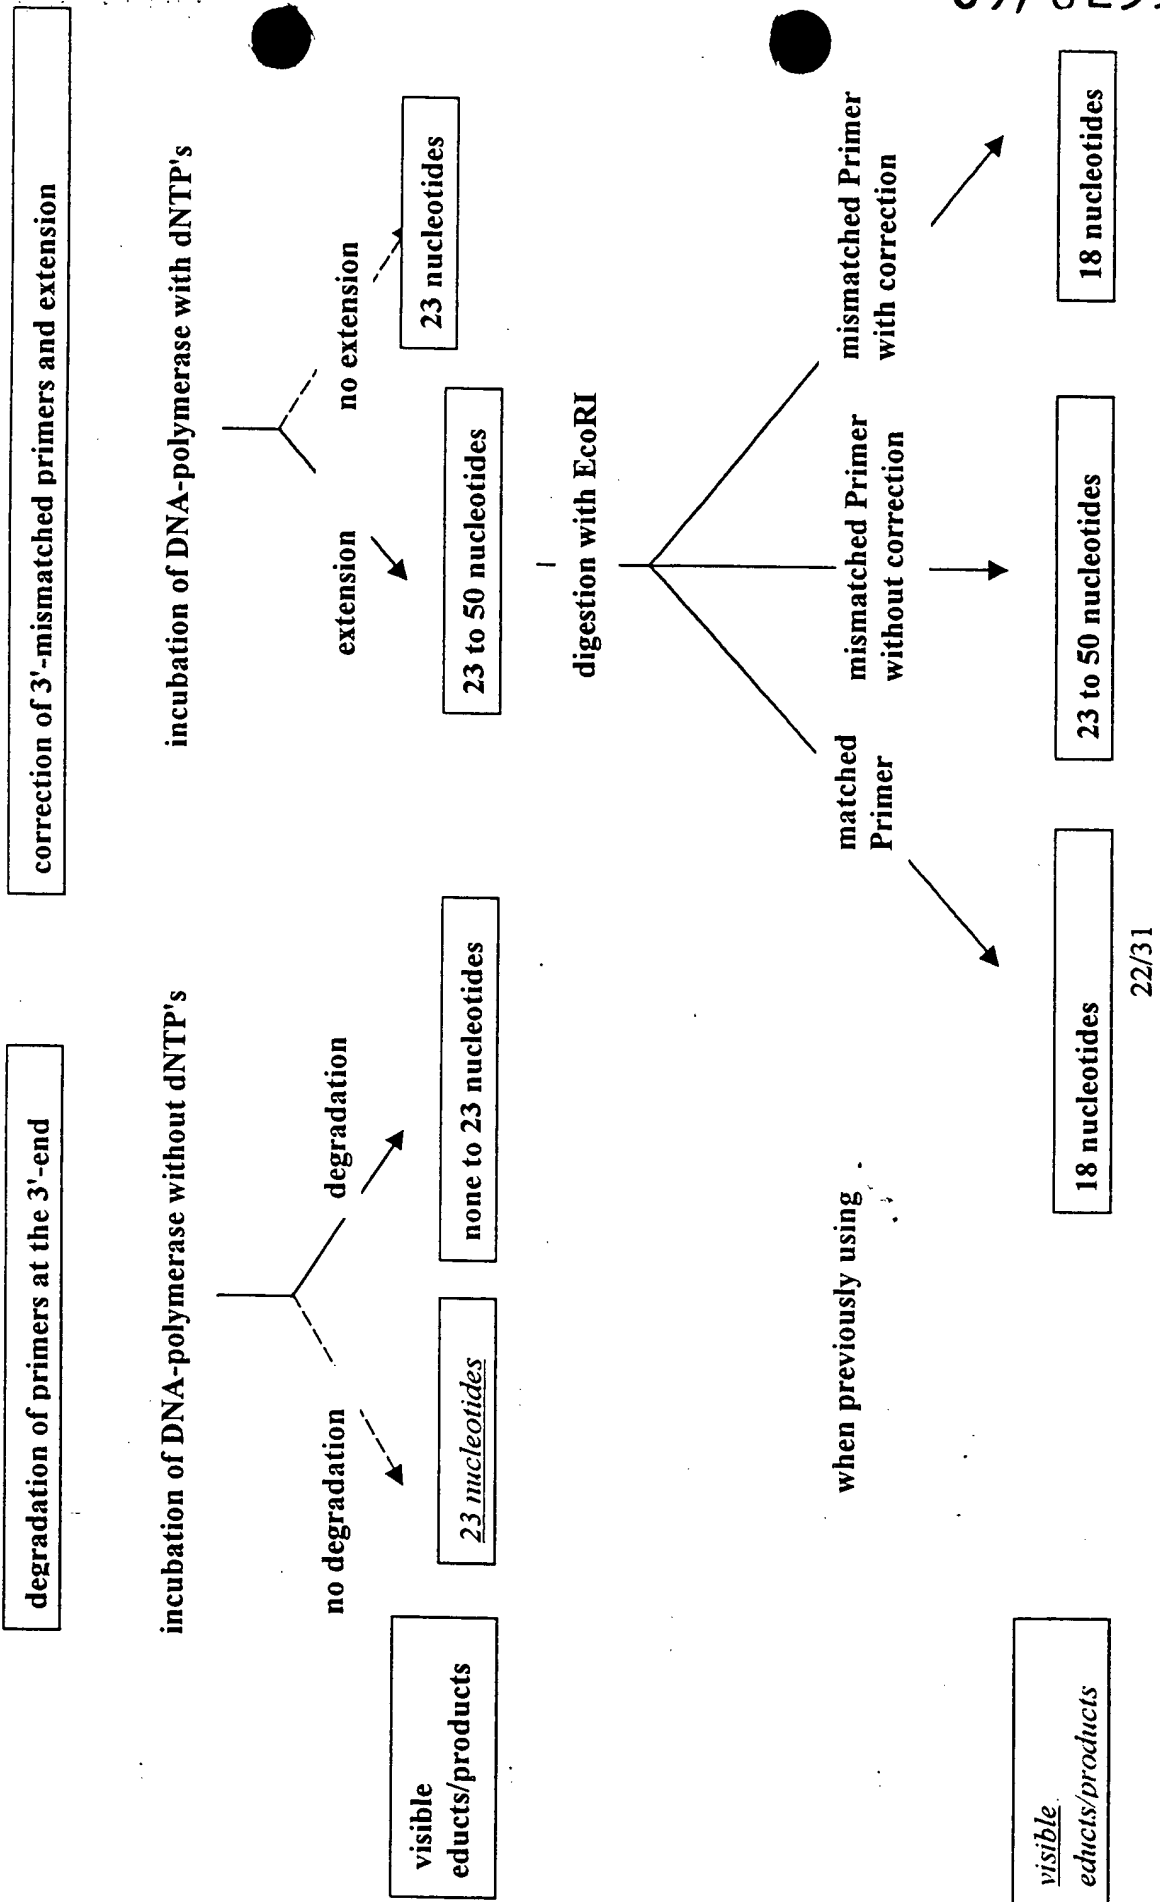 degradation of primers at the 3'-end
correction of 3'-mismatched primers and extension
incubation of DNA-polymerase without dNTP's
incubation of DNA-polymerase with dNTP's
no degradation
degradation
extension
no extension
visible
educts/products
23 nucleotides
none to 23 nucleotides
23 to 50 nucleotides
23 nucleotides
digestion with EcoRI
when previously using
matched
Primer
mismatched Primer
without correction
mismatched Primer
with correction
visible
educts/products
18 nucleotides
23 to 50 nucleotides
18 nucleotides
22/31